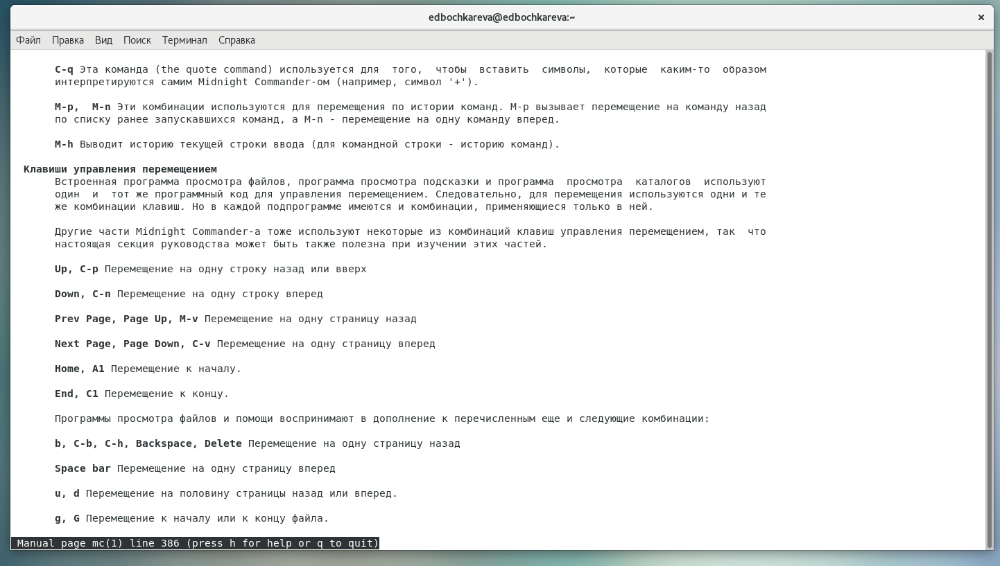 edbochkareva@edbochkareva:~ ×
Файл Правка Вид Поиск Терминал Справка
C-q Эта команда (the quote command) используется для  того,  чтобы  вставить  символы,  которые  каким-то  образом
интерпретируются самим Midnight Commander-ом (например, символ '+').
M-p,  M-n Эти комбинации используются для перемещения по истории команд. M-p вызывает перемещение на команду назад
по списку ранее запускавшихся команд, а M-n - перемещение на одну команду вперед.
M-h Выводит историю текущей строки ввода (для командной строки - историю команд).
Клавиши управления перемещением
Встроенная программа просмотра файлов, программа просмотра подсказки и программа  просмотра  каталогов  используют
один  и  тот же программный код для управления перемещением. Следовательно, для перемещения используются одни и те
же комбинации клавиш. Но в каждой подпрограмме имеются и комбинации, применяющиеся только в ней.
Другие части Midnight Commander-а тоже используют некоторые из комбинаций клавиш управления перемещением, так  что
настоящая секция руководства может быть также полезна при изучении этих частей.
Up, C-p Перемещение на одну строку назад или вверх
Down, C-n Перемещение на одну строку вперед
Prev Page, Page Up, M-v Перемещение на одну страницу назад
Next Page, Page Down, C-v Перемещение на одну страницу вперед
Home, A1 Перемещение к началу.
End, C1 Перемещение к концу.
Программы просмотра файлов и помощи воспринимают в дополнение к перечисленным еще и следующие комбинации:
b, C-b, C-h, Backspace, Delete Перемещение на одну страницу назад
Space bar Перемещение на одну страницу вперед
u, d Перемещение на половину страницы назад или вперед.
g, G Перемещение к началу или к концу файла.
Manual page mc(1) line 386 (press h for help or q to quit)